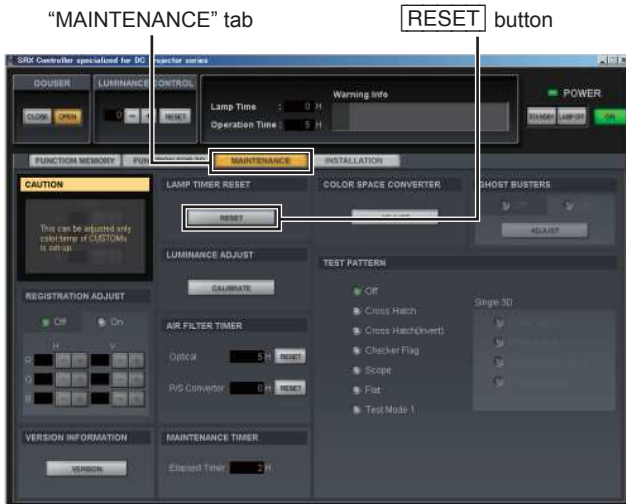 “MAINTENANCE” tab
RESET button
SRX Controller specialized for DC projector series
DOUSER
LUMINANCE CONTROL
Warning Info
POWER
CLOSE OPEN
0 - + RESET
Lamp Time : 0 H
Operation Time : 5 H
STANDBY LAMP OFF ON
FUNCTION MEMORY
MAINTENANCE
INSTALLATION
CAUTION
This can be adjusted only
color temp of CUSTOMs
is set up
LAMP TIMER RESET
RESET
COLOR SPACE CONVERTER
ADJUST
GHOST BUSTERS
ADJUST
LUMINANCE ADJUST
CALIBRATE
TEST PATTERN
Off
Cross Hatch
Cross Hatch(Invert)
Checker Flag
Scope
Flat
Test Mode 1
Single 3D
REGISTRATION ADJUST
Off On
H V
R
G
B
AIR FILTER TIMER
Optical 5 H RESET
P/S Converter 0 H RESET
VERSION INFORMATION
VERSION
MAINTENANCE TIMER
Elapsed Timer 2 H